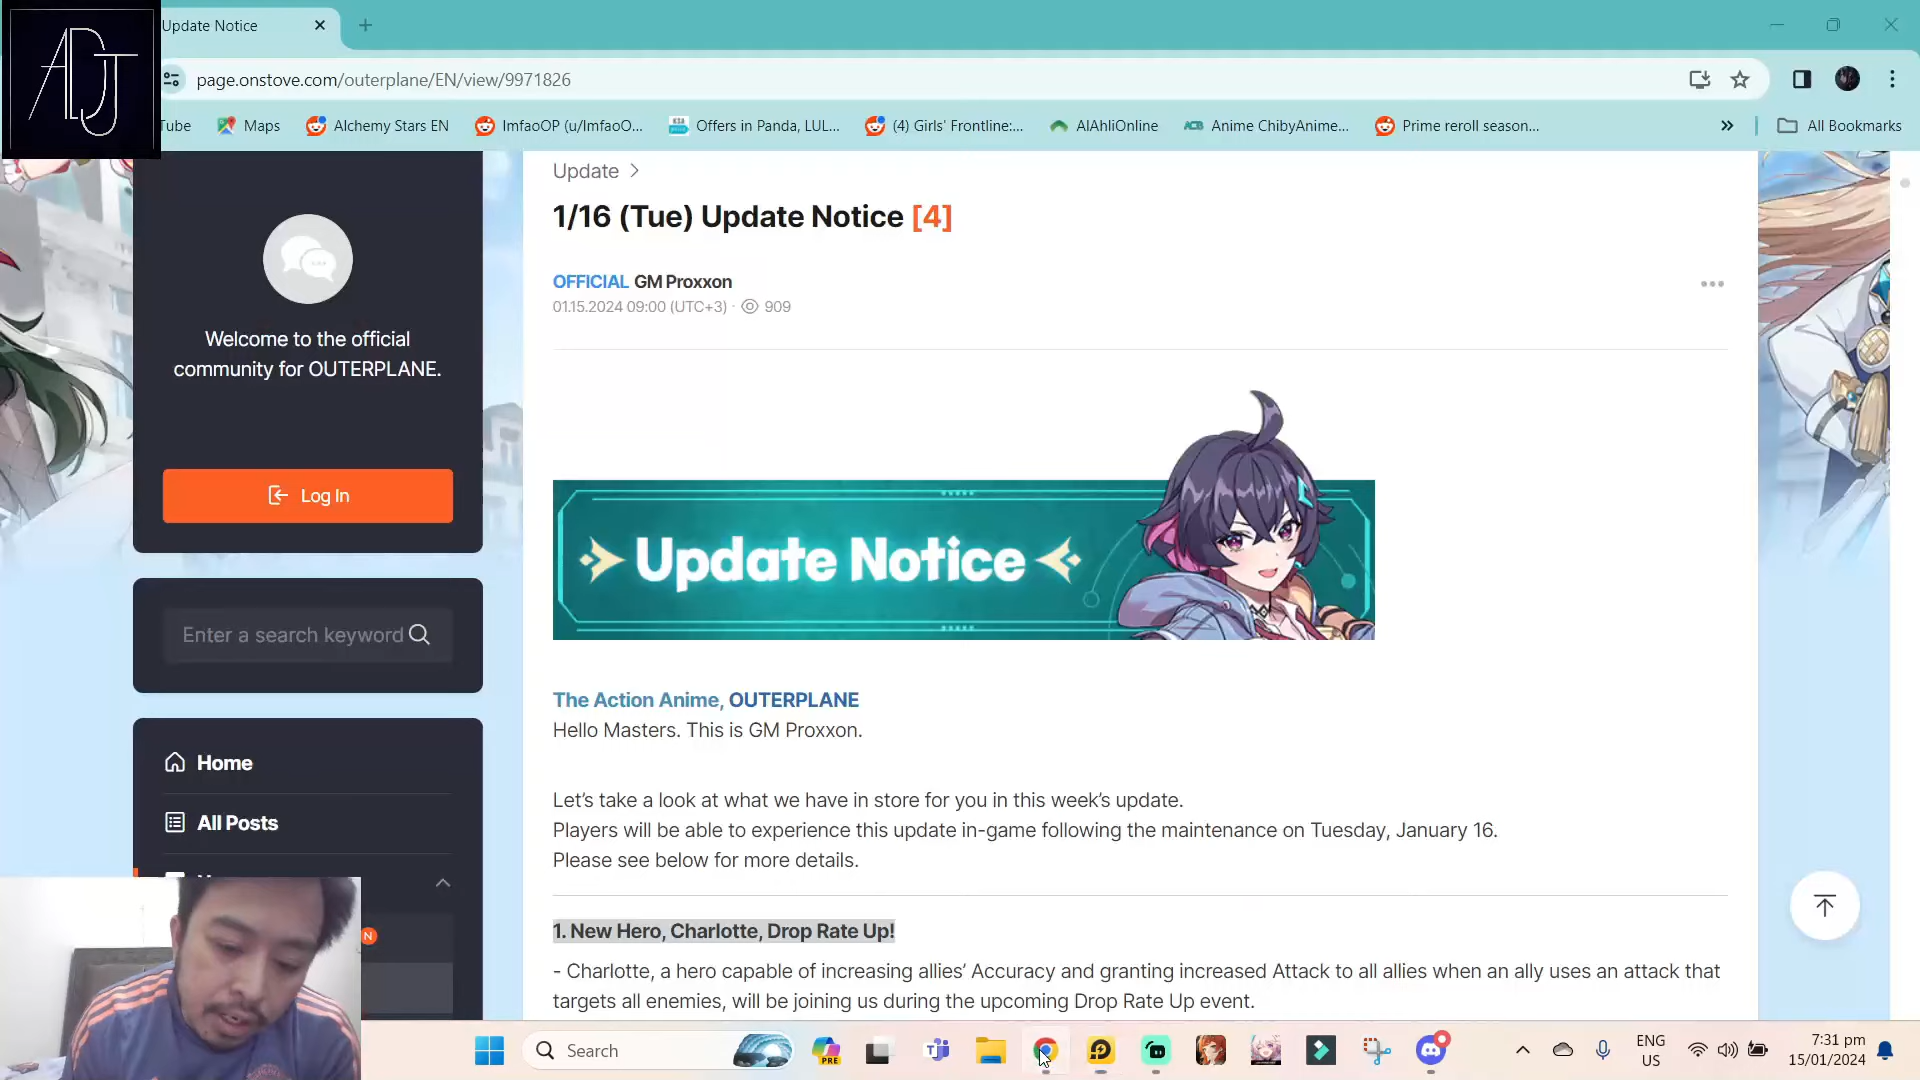 ADJT
Update Notice
page.onstove.com/outerplane/EN/view/9971826
Tube
Maps
Alchemy Stars EN
lmfaoOP (u/lmfaoO...
Offers in Panda, LUL...
(4) Girls' Frontline:...
AlAhliOnline
Anime ChibyAnime...
Prime reroll season...
All Bookmarks
Welcome to the official
community for OUTERPLANE.
Log In
Enter a search keyword
Home
All Posts
N
Update >
1/16 (Tue) Update Notice [4]
OFFICIAL GM Proxxon
01.15.2024 09:00 (UTC+3) · 909
Update Notice
The Action Anime, OUTERPLANE
Hello Masters. This is GM Proxxon.
Let's take a look at what we have in store for you in this week's update.
Players will be able to experience this update in-game following the maintenance on Tuesday, January 16.
Please see below for more details.
1. New Hero, Charlotte, Drop Rate Up!
- Charlotte, a hero capable of increasing allies' Accuracy and granting increased Attack to all allies when an ally uses an attack that
targets all enemies, will be joining us during the upcoming Drop Rate Up event.
Search
PRE
ENG
US
7:31 pm
15/01/2024